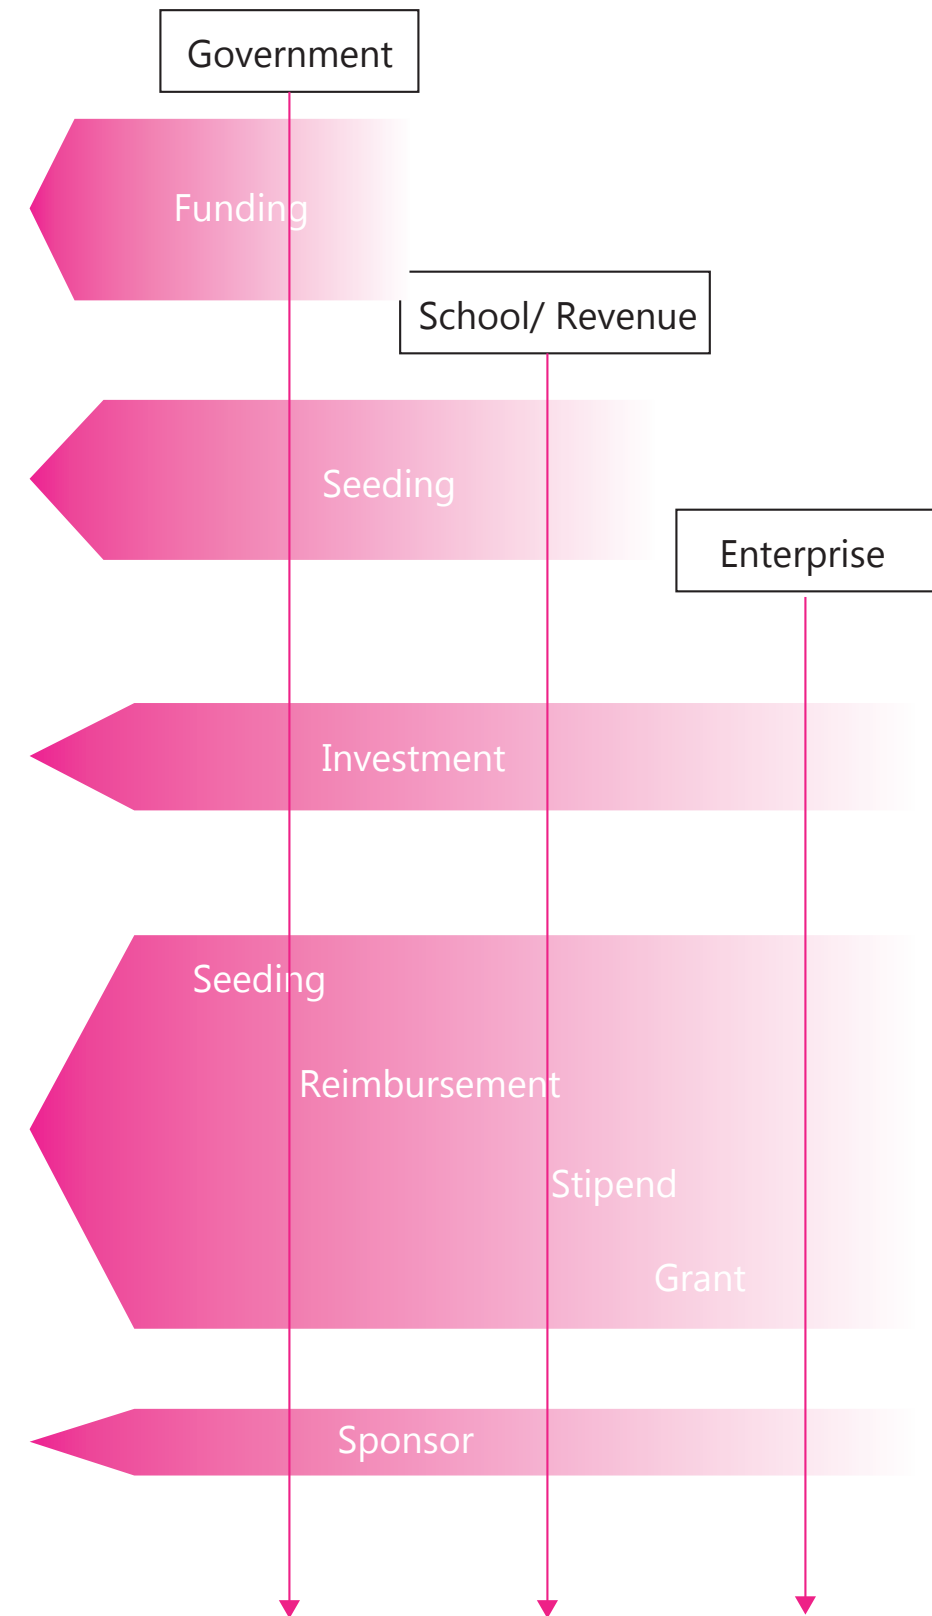 Government
Funding
School/ Revenue
Seeding
Enterprise
Investment
Seeding
Reimbursement
Stipend
Grant
Sponsor